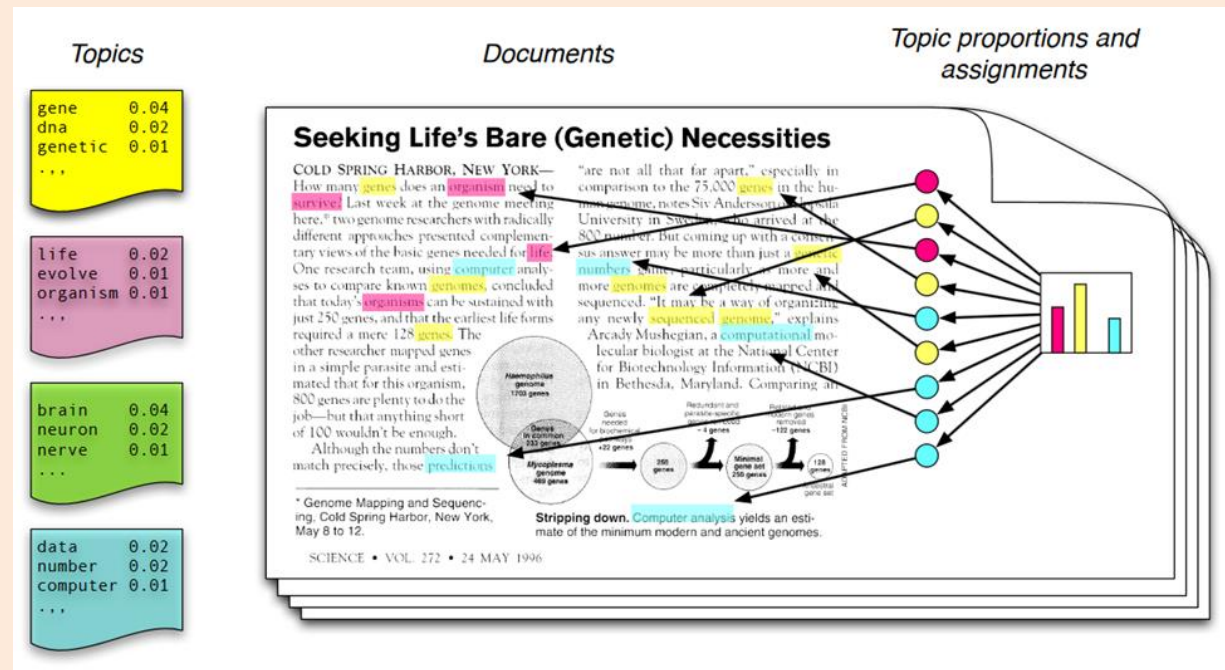 Topics
gene 0.04
dna 0.02
genetic 0.01
.,,
life 0.02
evolve 0.01
organism 0.01
.,,
brain 0.04
neuron 0.02
nerve 0.01
...
data 0.02
number 0.02
computer 0.01
.,,
Documents
Seeking Life's Bare (Genetic) Necessities
COLD SPRING HARBOR, NEW YORK—
How many genes does an organism need to
survive? Last week at the genome meeting
here,* two genome researchers with radically
different approaches presented complemen-
tary views of the basic genes needed for life.
One research team, using computer analy-
ses to compare known genomes, concluded
that today's organisms can be sustained with
just 250 genes, and that the earliest life forms
required a mere 128 genes. The
other researcher mapped genes
in a simple parasite and esti-
mated that for this organism,
800 genes are plenty to do the
job—but that anything short
of 100 wouldn't be enough.
Although the numbers don't
match precisely, those predictions
* Genome Mapping and Sequenc-
ing, Cold Spring Harbor, New York,
May 8 to 12.
"are not all that far apart," especially in
comparison to the 75,000 genes in the hu-
man genome, notes Siv Andersson of Uppsala
University in Sweden, who arrived at the
800 number. But coming up with a consen-
sus answer may be more than just a genetic
numbers game, particularly as more and
more genomes are completely mapped and
sequenced. "It may be a way of organizing
any newly sequenced genome," explains
Arcady Mushegian, a computational mo-
lecular biologist at the National Center
for Biotechnology Information (NCBI)
in Bethesda, Maryland. Comparing an
Haemophilus
genome
1703 genes
Genes
in common
233 genes
Mycoplasma
genome
469 genes
Genes
needed
for biochemical
+22 genes
256
genes
Redundant and
parasite-specific
– 4 genes
Minimal
gene set
250 genes
genes
removed
–122 genes
128
genes
gene set
ADAPTED FROM NCBI
Stripping down. Computer analysis yields an esti-
mate of the minimum modern and ancient genomes.
SCIENCE • VOL. 272 • 24 MAY 1996
Topic proportions and
assignments